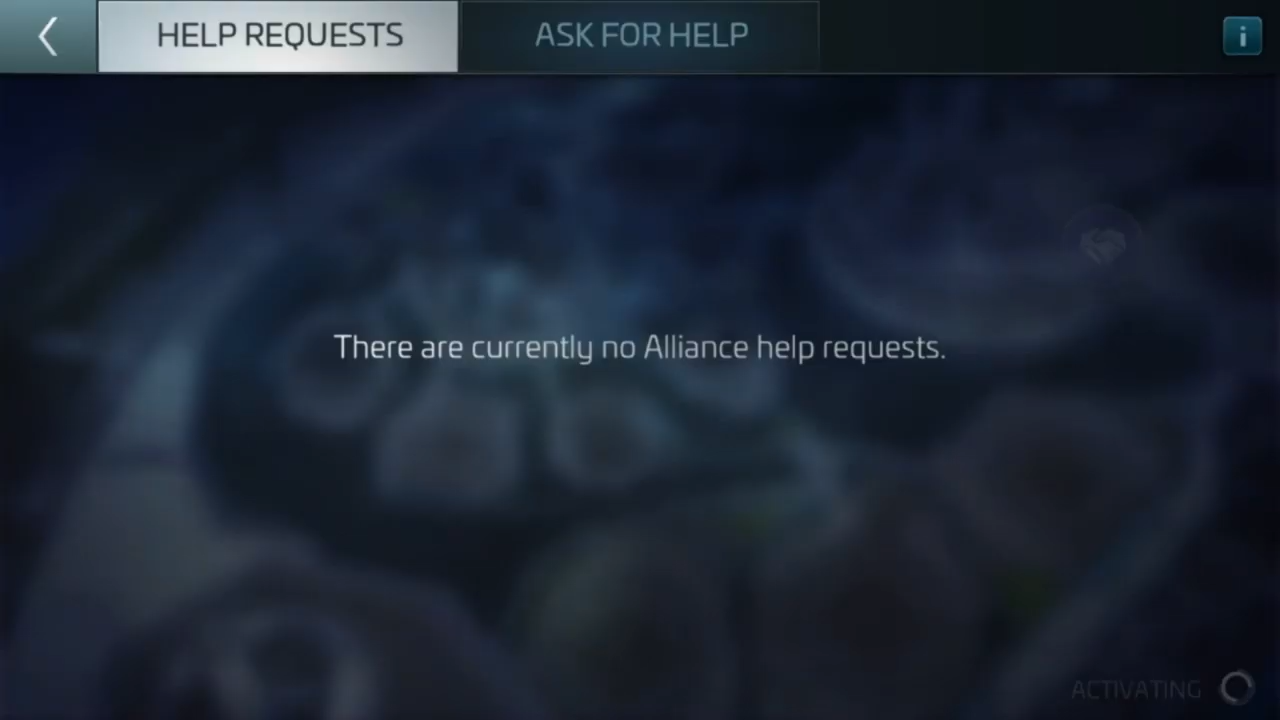 HELP REQUESTS
ASK FOR HELP
i
There are currently no Alliance help requests.
ACTIVATING